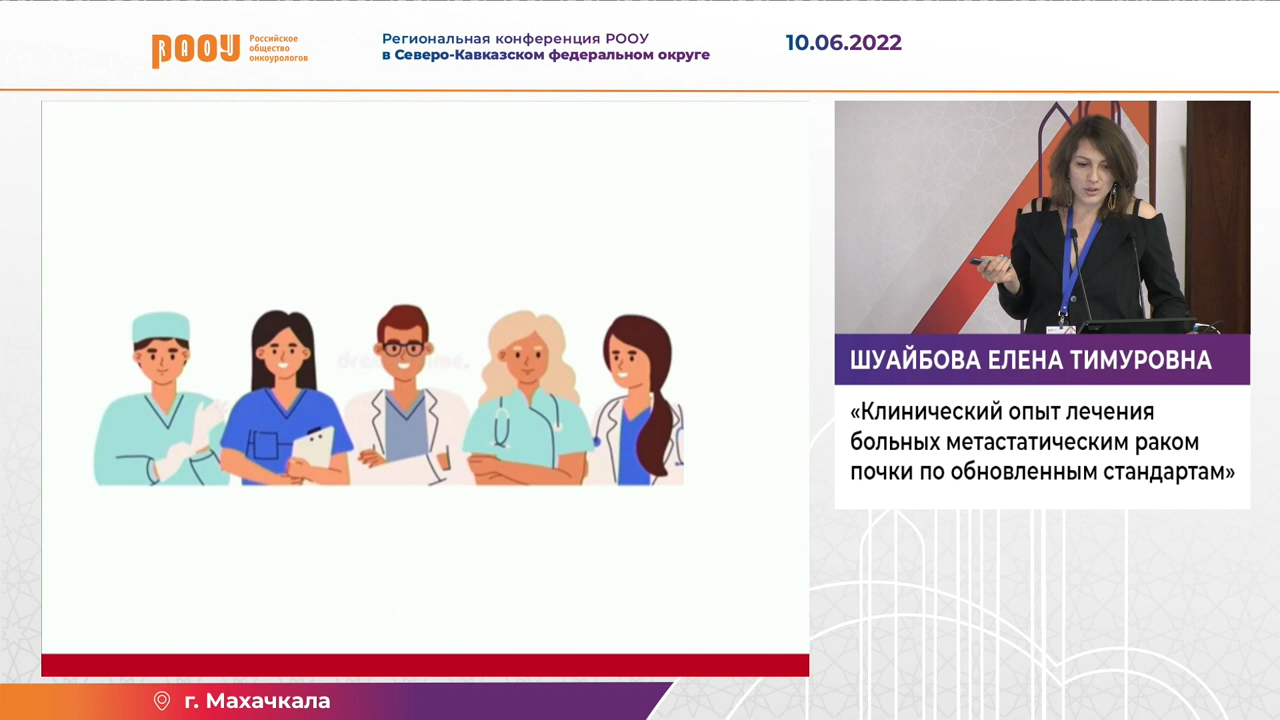 РООУ
Российское
общество
онкоурологов
Региональная конференция РООУ
в Северо-Кавказском федеральном округе
10.06.2022
ШУАЙБОВА ЕЛЕНА ТИМУРОВНА
«Клинический опыт лечения
больных метастатическим раком
почки по обновленным стандартам»
г. Махачкала